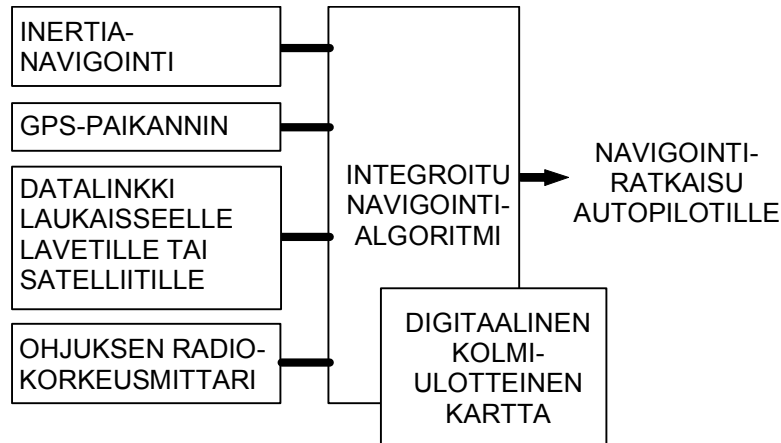 INERTIA-
NAVIGOINTI
GPS-PAIKANNIN
DATALINKKI
LAUKAISSEELLE
LAVETILLE TAI
SATELLIITILLE
OHJUKSEN RADIO-
KORKEUSMITTARI
INTEGROITU
NAVIGOINTI-
ALGORITMI
DIGITAALINEN
KOLMI-
ULOTTEINEN
KARTTA
NAVIGOINTI-
RATKAISU
AUTOPILOTILLE